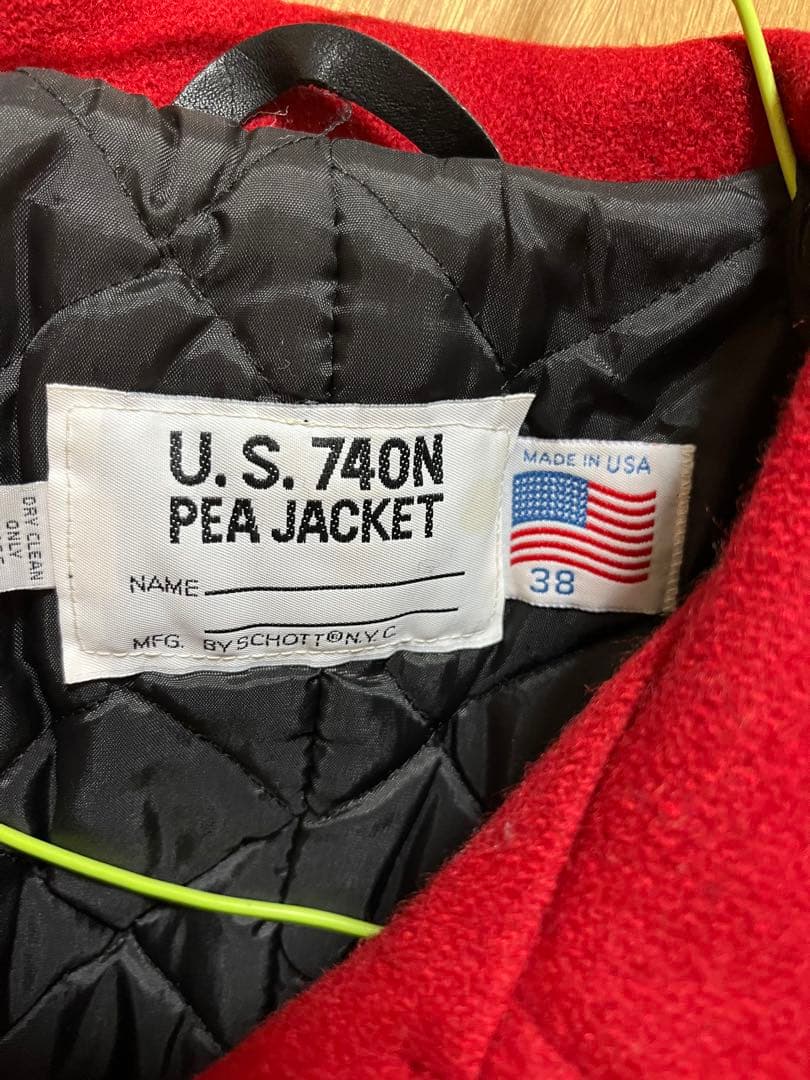 U.S. 740N
PEA JACKET
NAME
MFG. BY SCHOTT®N.Y.C
MADE IN USA
38
DRY CLEAN
ONLY